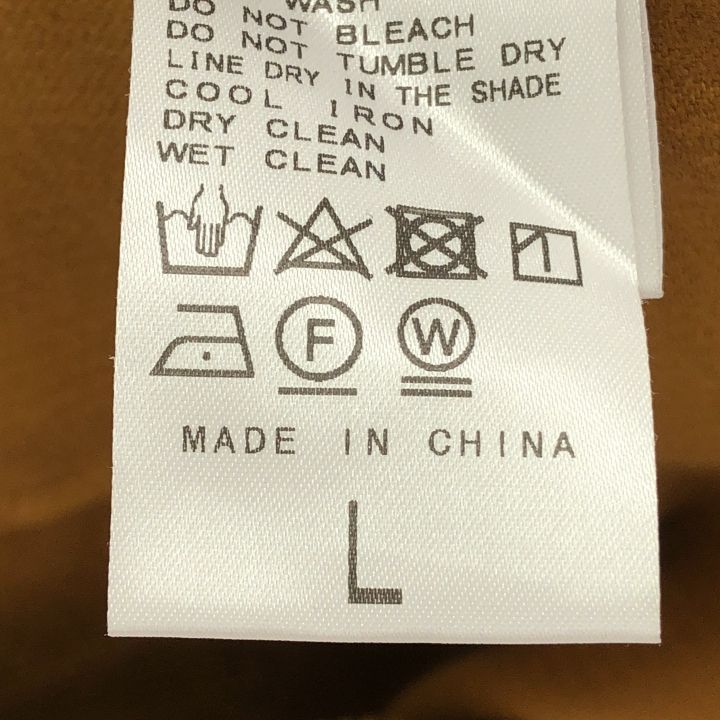 WASH
DO NOT BLEACH
DO NOT TUMBLE DRY
LINE DRY IN THE SHADE
COOL IRON
DRY CLEAN
WET CLEAN
F W
MADE IN CHINA
L